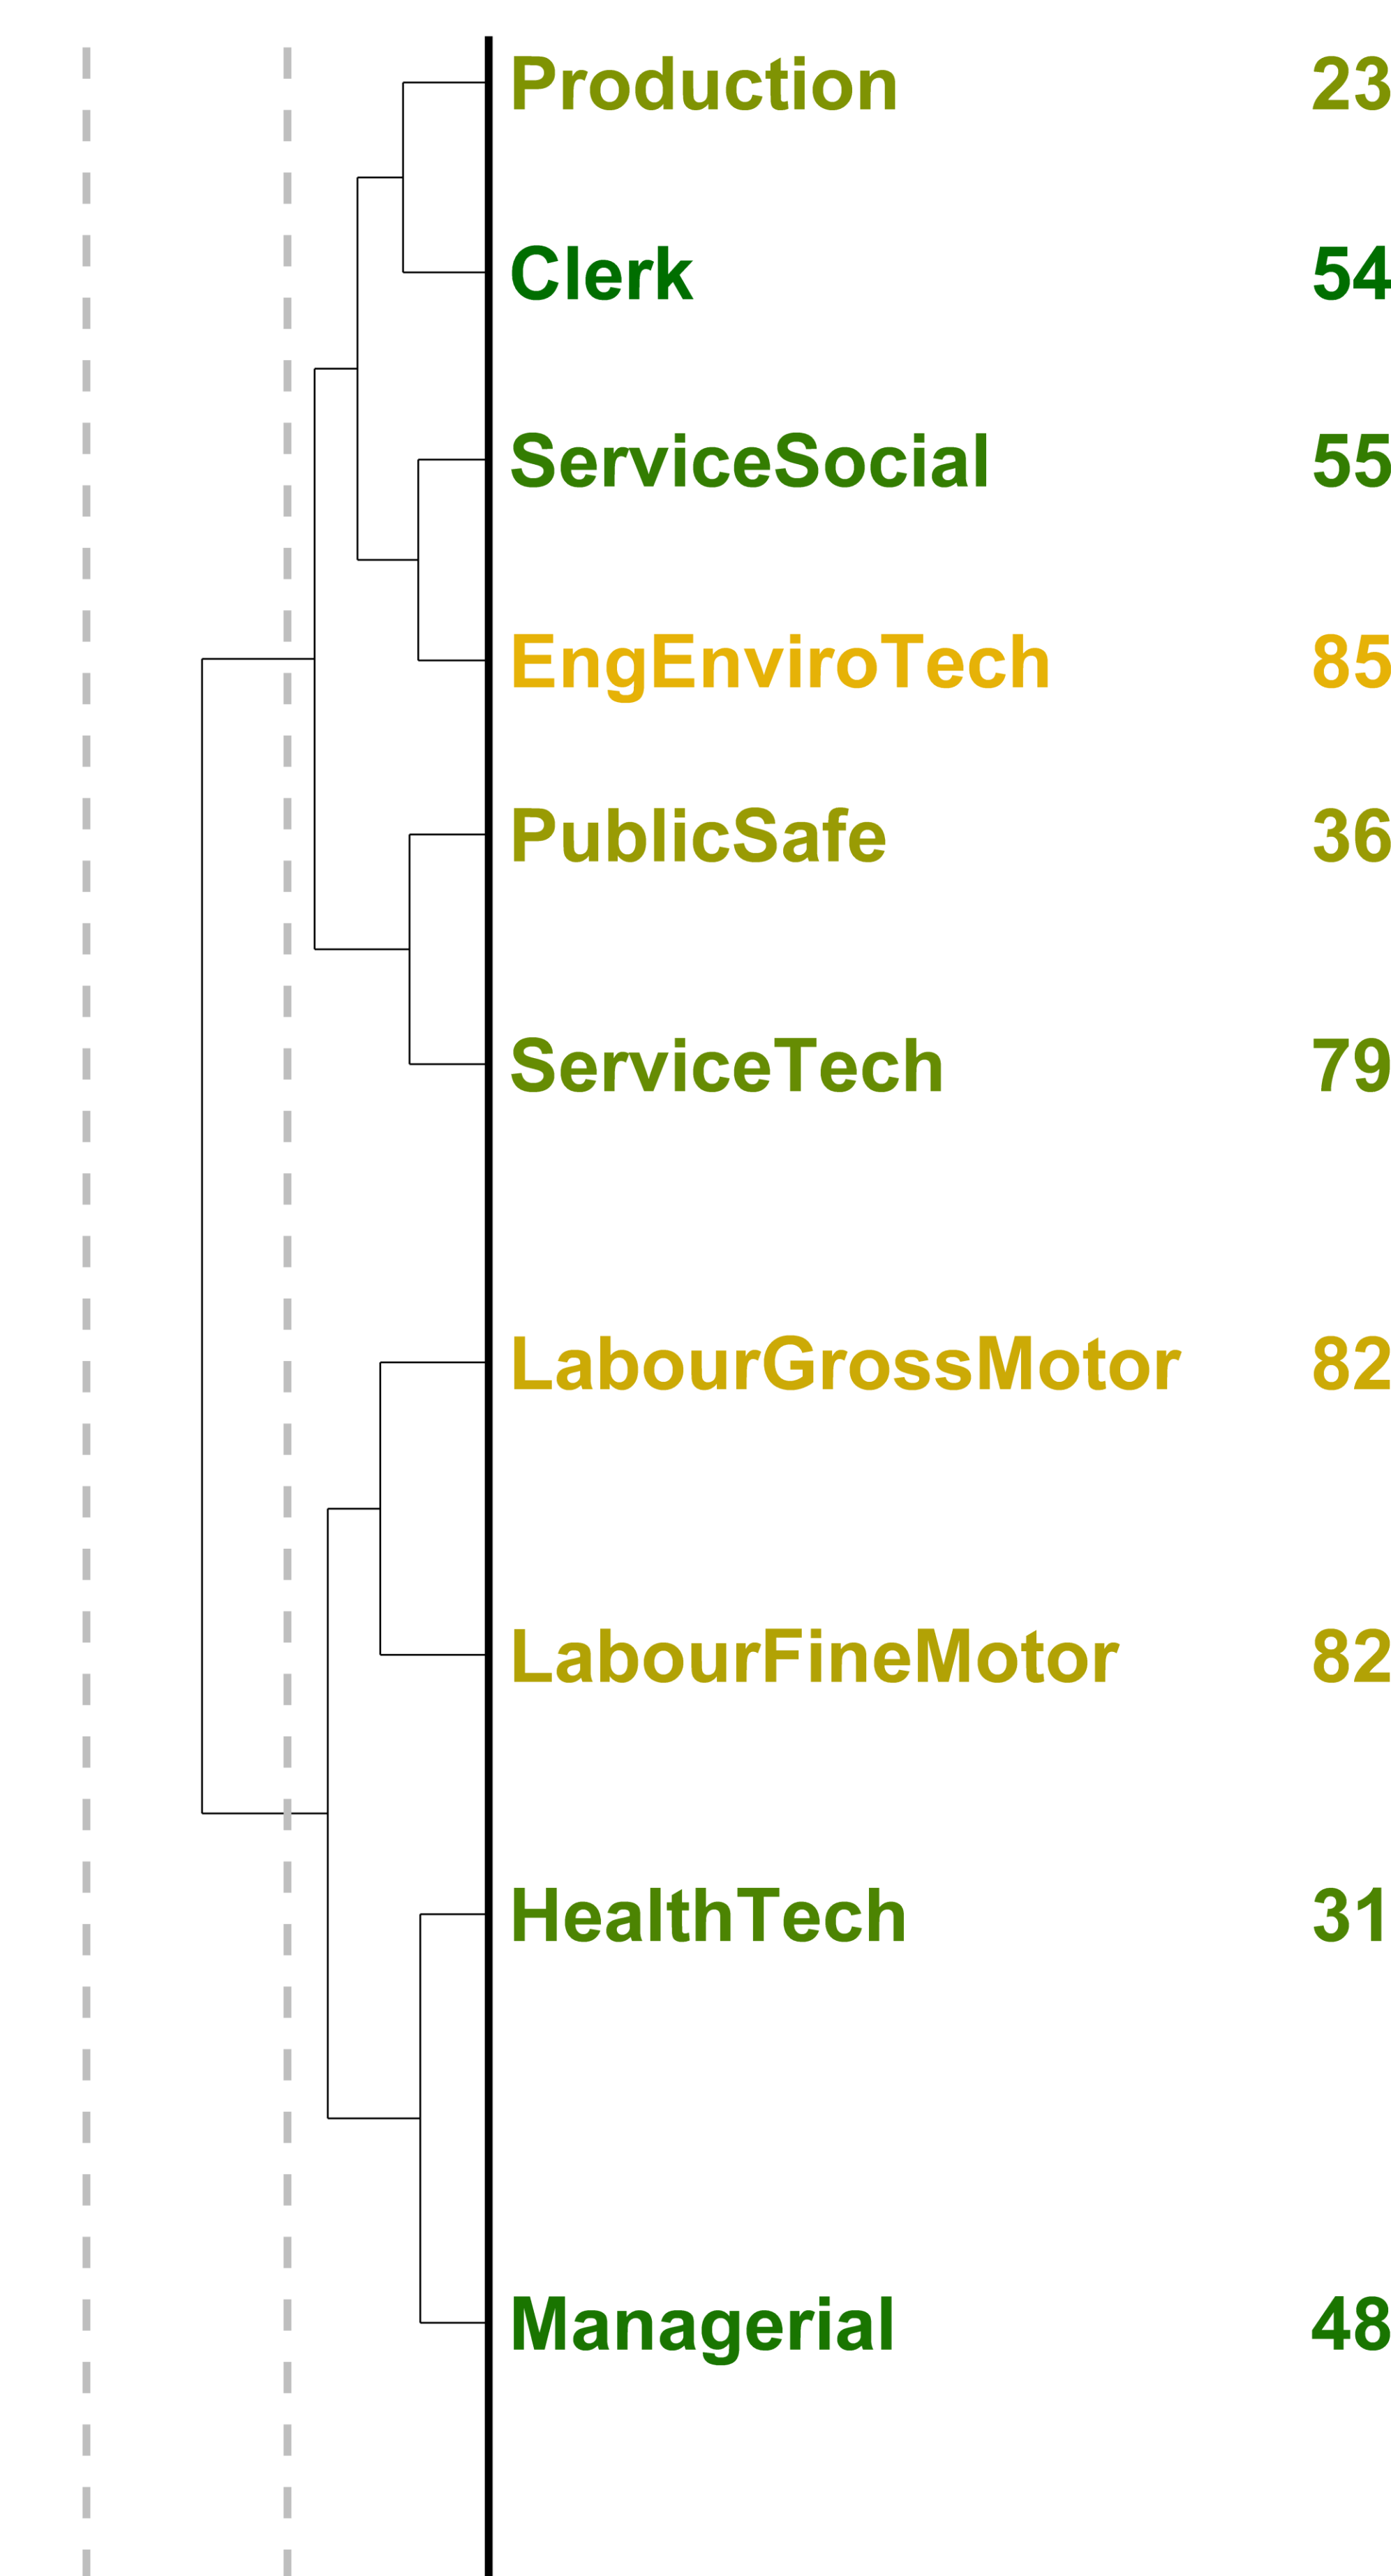 Production 23
Clerk 54
ServiceSocial 55
EngEnviroTech 85
PublicSafe 36
ServiceTech 79
LabourGrossMotor 82
LabourFineMotor 82
HealthTech 31
Managerial 48